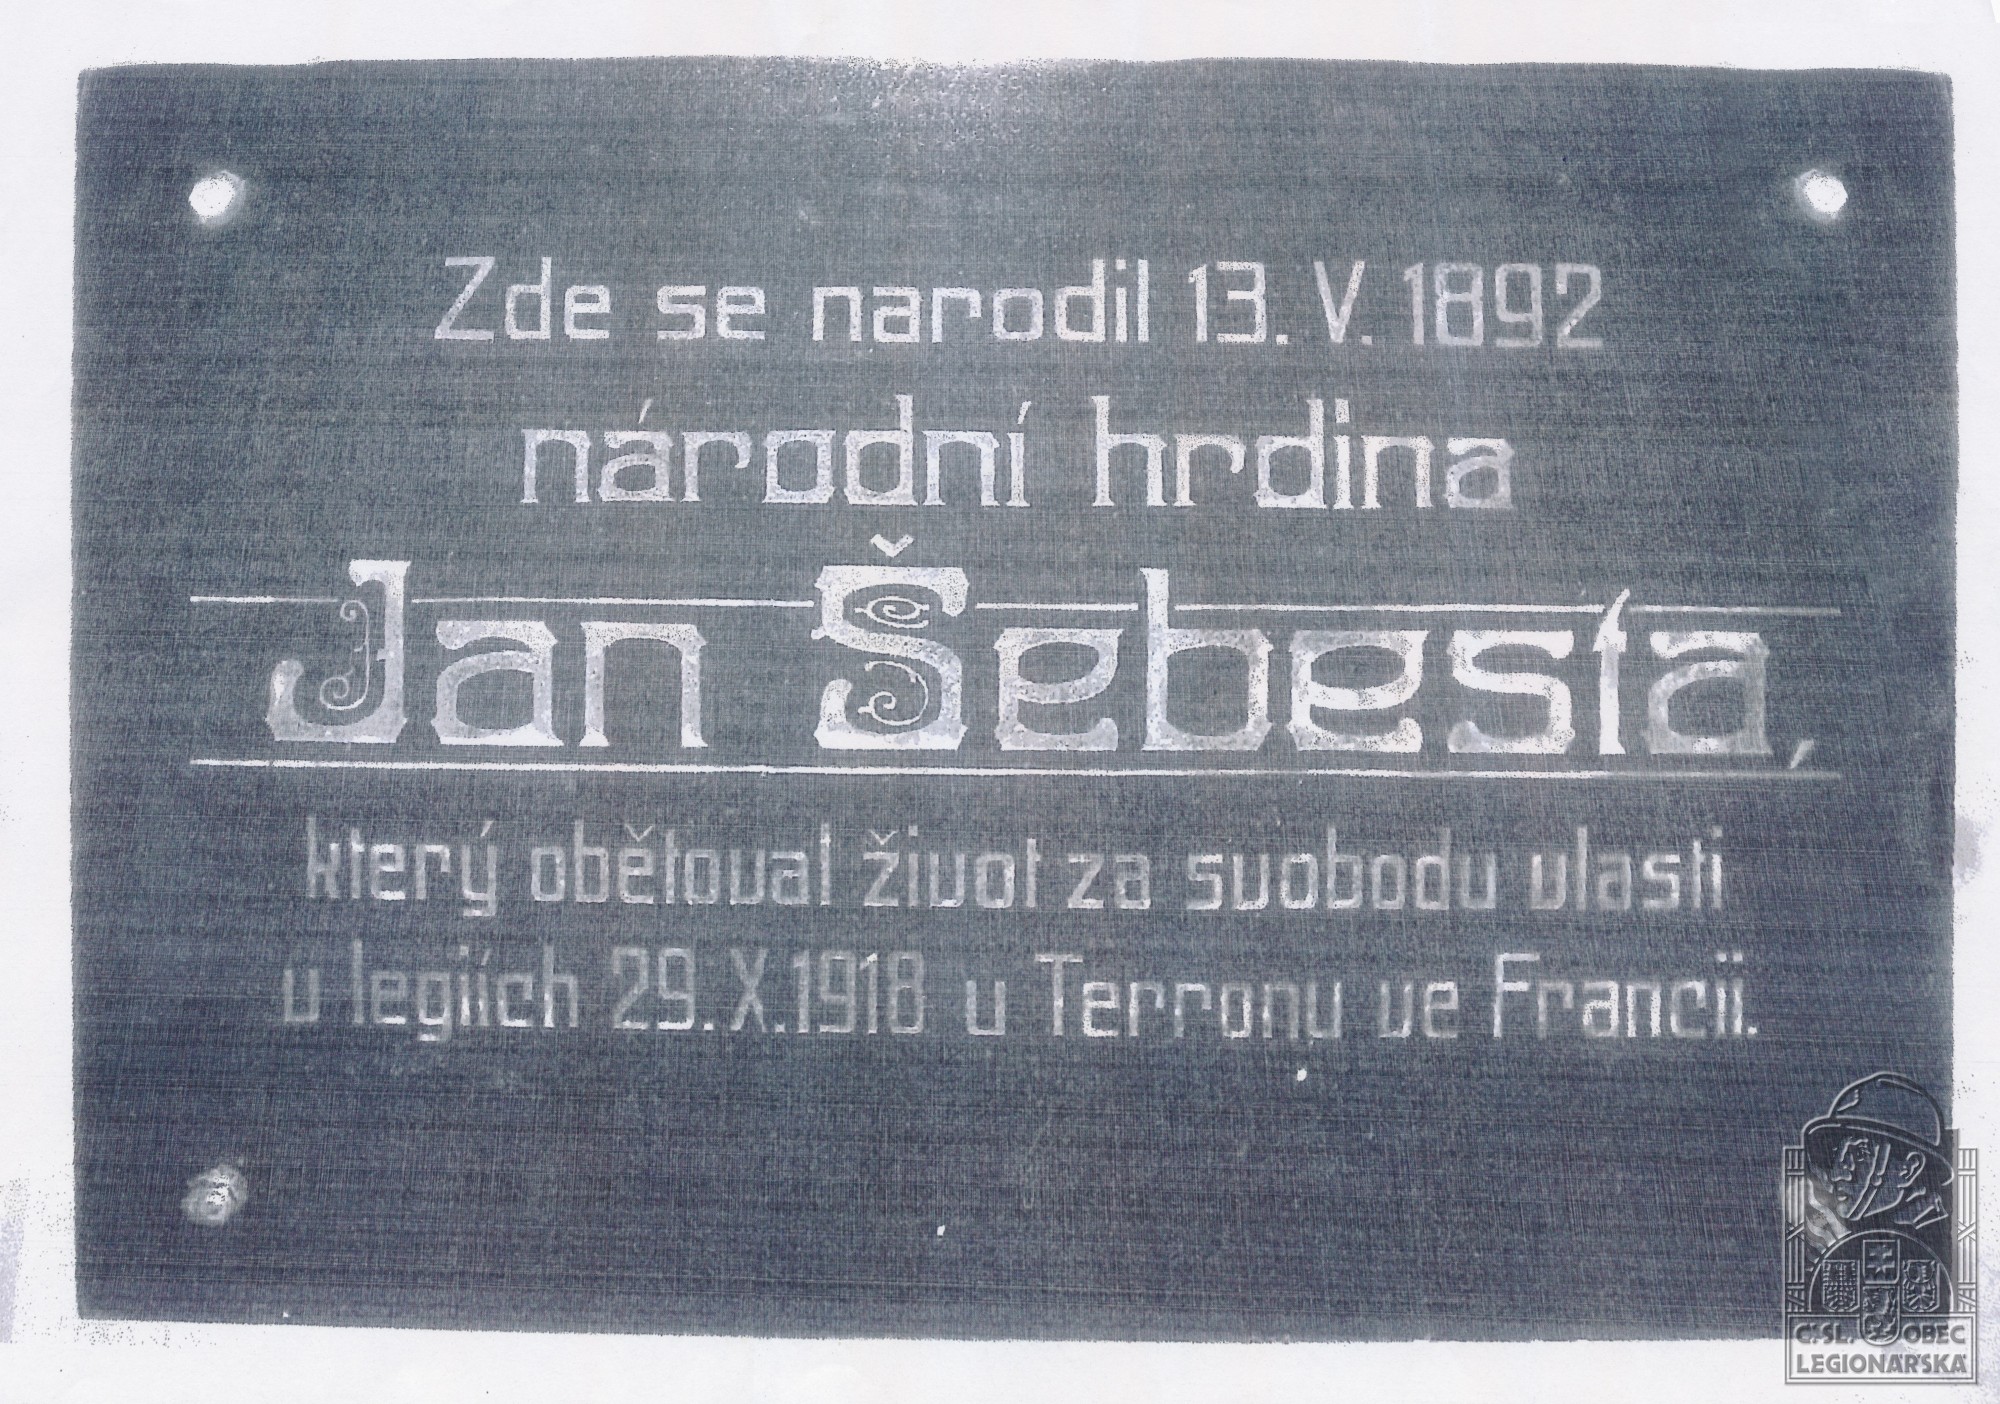 Zde se narodil 13. V. 1892
národní hrdina
Jan Šebesta,
který obětoval život za svobodu vlasti
v legiích 29. X. 1918 u Terronu ve Francii.
Č.SL. OBEC
LEGIONÁŘSKÁ